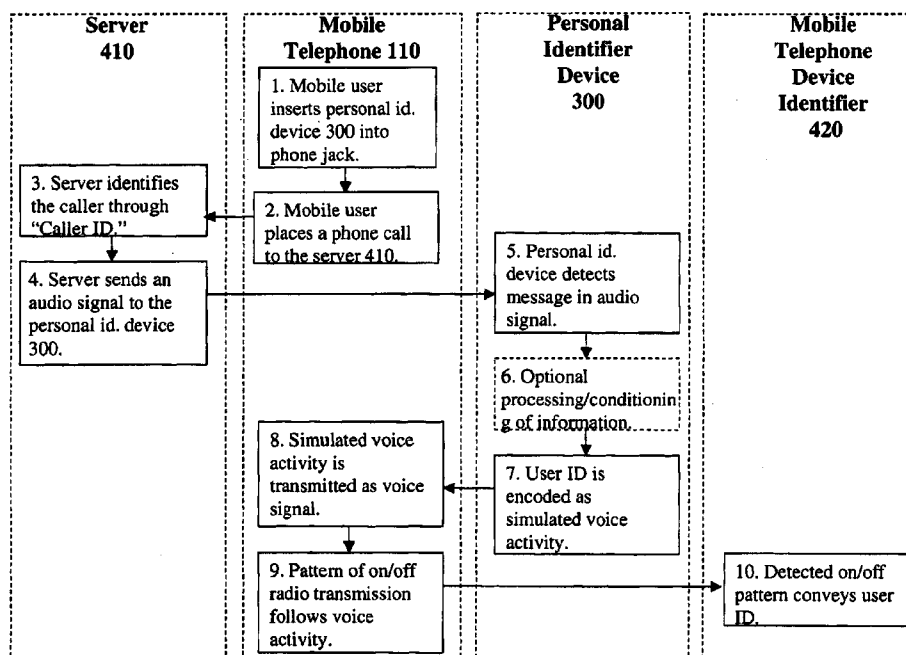 Server
410
Mobile
Telephone 110
Personal
Identifier
Device
300
Mobile
Telephone
Device
Identifier
420
1. Mobile user
inserts personal id.
device 300 into
phone jack.
2. Mobile user
places a phone call
to the server 410.
3. Server identifies
the caller through
“Caller ID.”
4. Server sends an
audio signal to the
personal id. device
300.
5. Personal id.
device detects
message in audio
signal.
6. Optional
processing/conditionin
g of information.
7. User ID is
encoded as
simulated voice
activity.
8. Simulated voice
activity is
transmitted as voice
signal.
9. Pattern of on/off
radio transmission
follows voice
activity.
10. Detected on/off
pattern conveys user
ID.